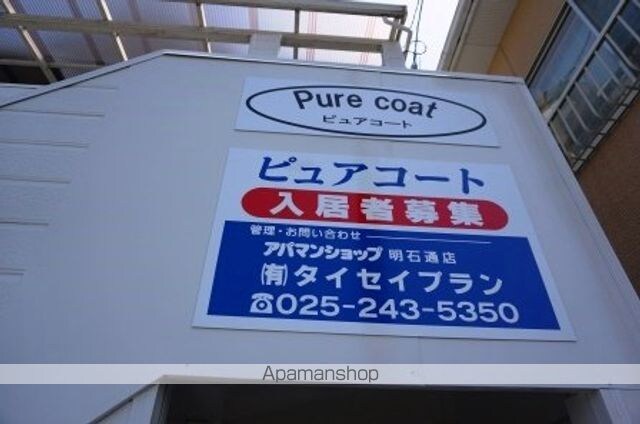 Pure coat
ピュアコート
ピュアコート
入居者募集
管理・お問い合わせ
アパマンショップ 明石通店
㈲タイセイプラン
☎025-243-5350
Apamanshop